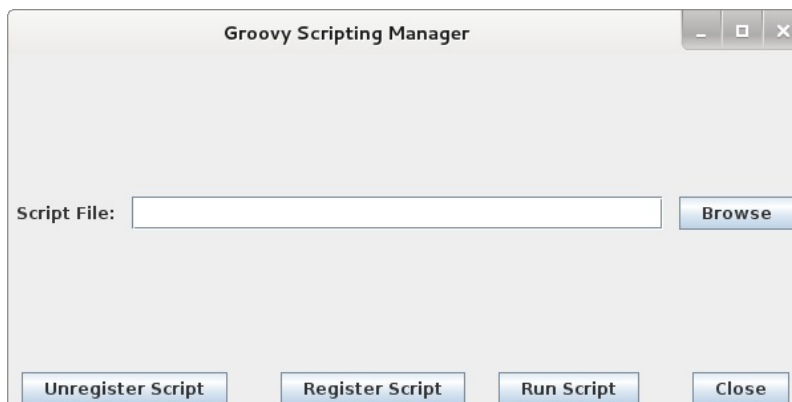 Groovy Scripting Manager
Script File: Browse
Unregister Script Register Script Run Script Close